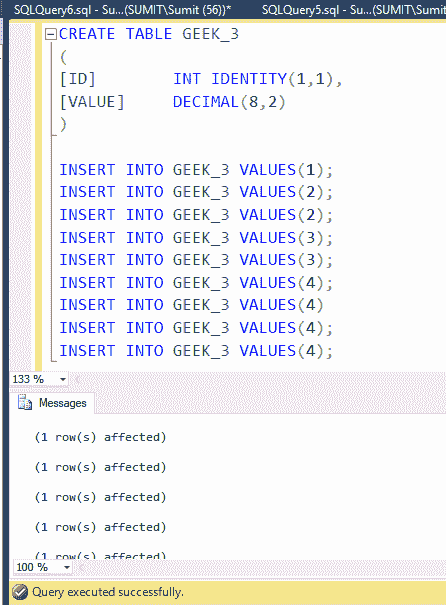 SQLQuery6.sql - Su...(SUMIT\Sumit (56))* SQLQuery5.sql - Su...(SUMIT\Sumit
CREATE TABLE GEEK_3
(
[ID] INT IDENTITY(1,1),
[VALUE] DECIMAL(8,2)
)
INSERT INTO GEEK_3 VALUES(1);
INSERT INTO GEEK_3 VALUES(2);
INSERT INTO GEEK_3 VALUES(2);
INSERT INTO GEEK_3 VALUES(3);
INSERT INTO GEEK_3 VALUES(3);
INSERT INTO GEEK_3 VALUES(4);
INSERT INTO GEEK_3 VALUES(4)
INSERT INTO GEEK_3 VALUES(4);
INSERT INTO GEEK_3 VALUES(4);
133 %
Messages
(1 row(s) affected)
(1 row(s) affected)
(1 row(s) affected)
(1 row(s) affected)
(1 row(s) affected)
100 %
Query executed successfully.